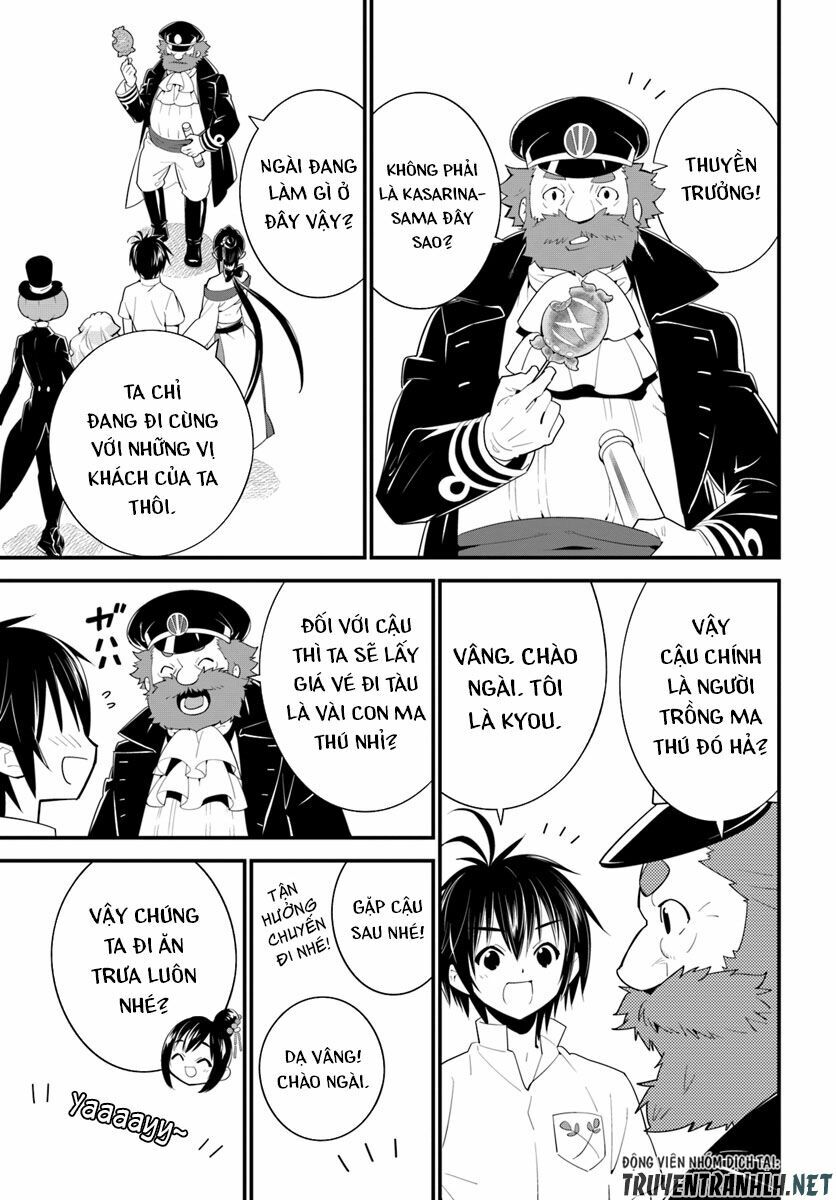 THUYỀN
TRƯỞNG!
KHÔNG PHẢI
LÀ KASARINA-
SAMA ĐÂY
SAO?
NGÀI ĐANG
LÀM GÌ Ở
ĐÂY VẬY?
TA CHỈ
ĐANG ĐI CÙNG
VỚI NHỮNG VỊ
KHÁCH CỦA TA
THÔI.
VẬY
CẬU CHÍNH
LÀ NGƯỜI
TRỒNG MA
THÚ ĐÓ HẢ?
VÂNG. CHÀO
NGÀI. TÔI
LÀ KYOU.
ĐỐI VỚI CẬU
THÌ TA SẼ LẤY
GIÁ VÉ ĐI TÀU
LÀ VÀI CON MA
THÚ NHỈ?
ガハハ
GẶP CẬU
SAU NHÉ!
TẬN
HƯỞNG
CHUYẾN
ĐI NHÉ!
DẠ VÂNG!
CHÀO NGÀI.
VẬY CHÚNG
TA ĐI ĂN
TRƯA LUÔN
NHÉ?
Yaaaayy~
ĐỘNG VIÊN NHÓM DỊCH TẠI:
TRUYENTRANHLH.NET